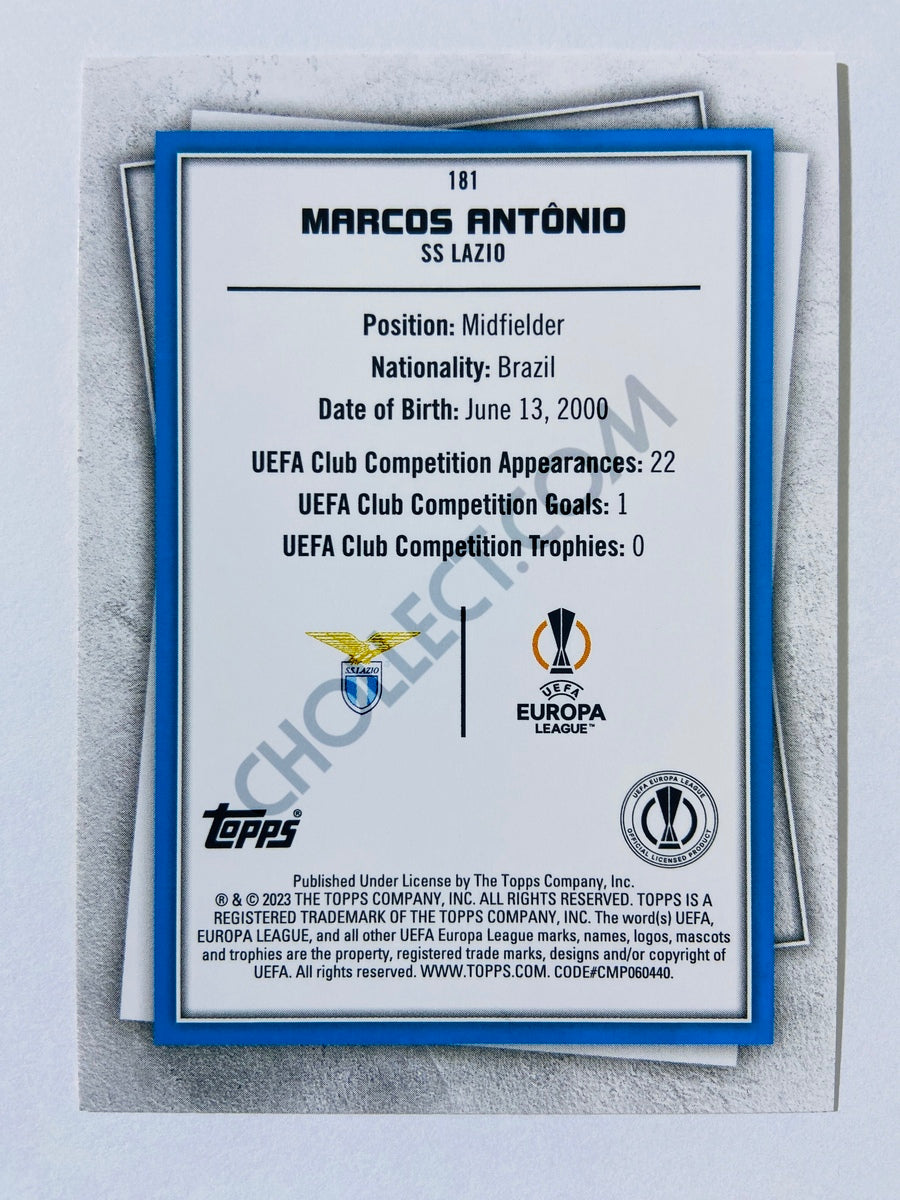 181
MARCOS ANTÔNIO
SS LAZIO
Position: Midfielder
Nationality: Brazil
Date of Birth: June 13, 2000
UEFA Club Competition Appearances: 22
UEFA Club Competition Goals: 1
UEFA Club Competition Trophies: 0
CHOLLECT.COM
S.S.LAZIO
UEFA
EUROPA
LEAGUE™
topps®
UEFA EUROPA LEAGUE
OFFICIAL LICENSED PRODUCT
Published Under License by The Topps Company, Inc.
® & © 2023 THE TOPPS COMPANY, INC. ALL RIGHTS RESERVED. TOPPS IS A
REGISTERED TRADEMARK OF THE TOPPS COMPANY, INC. The word(s) UEFA,
EUROPA LEAGUE, and all other UEFA Europa League marks, names, logos, mascots
and trophies are the property, registered trade marks, designs and/or copyright of
UEFA. All rights reserved. WWW.TOPPS.COM. CODE#CMP060440.